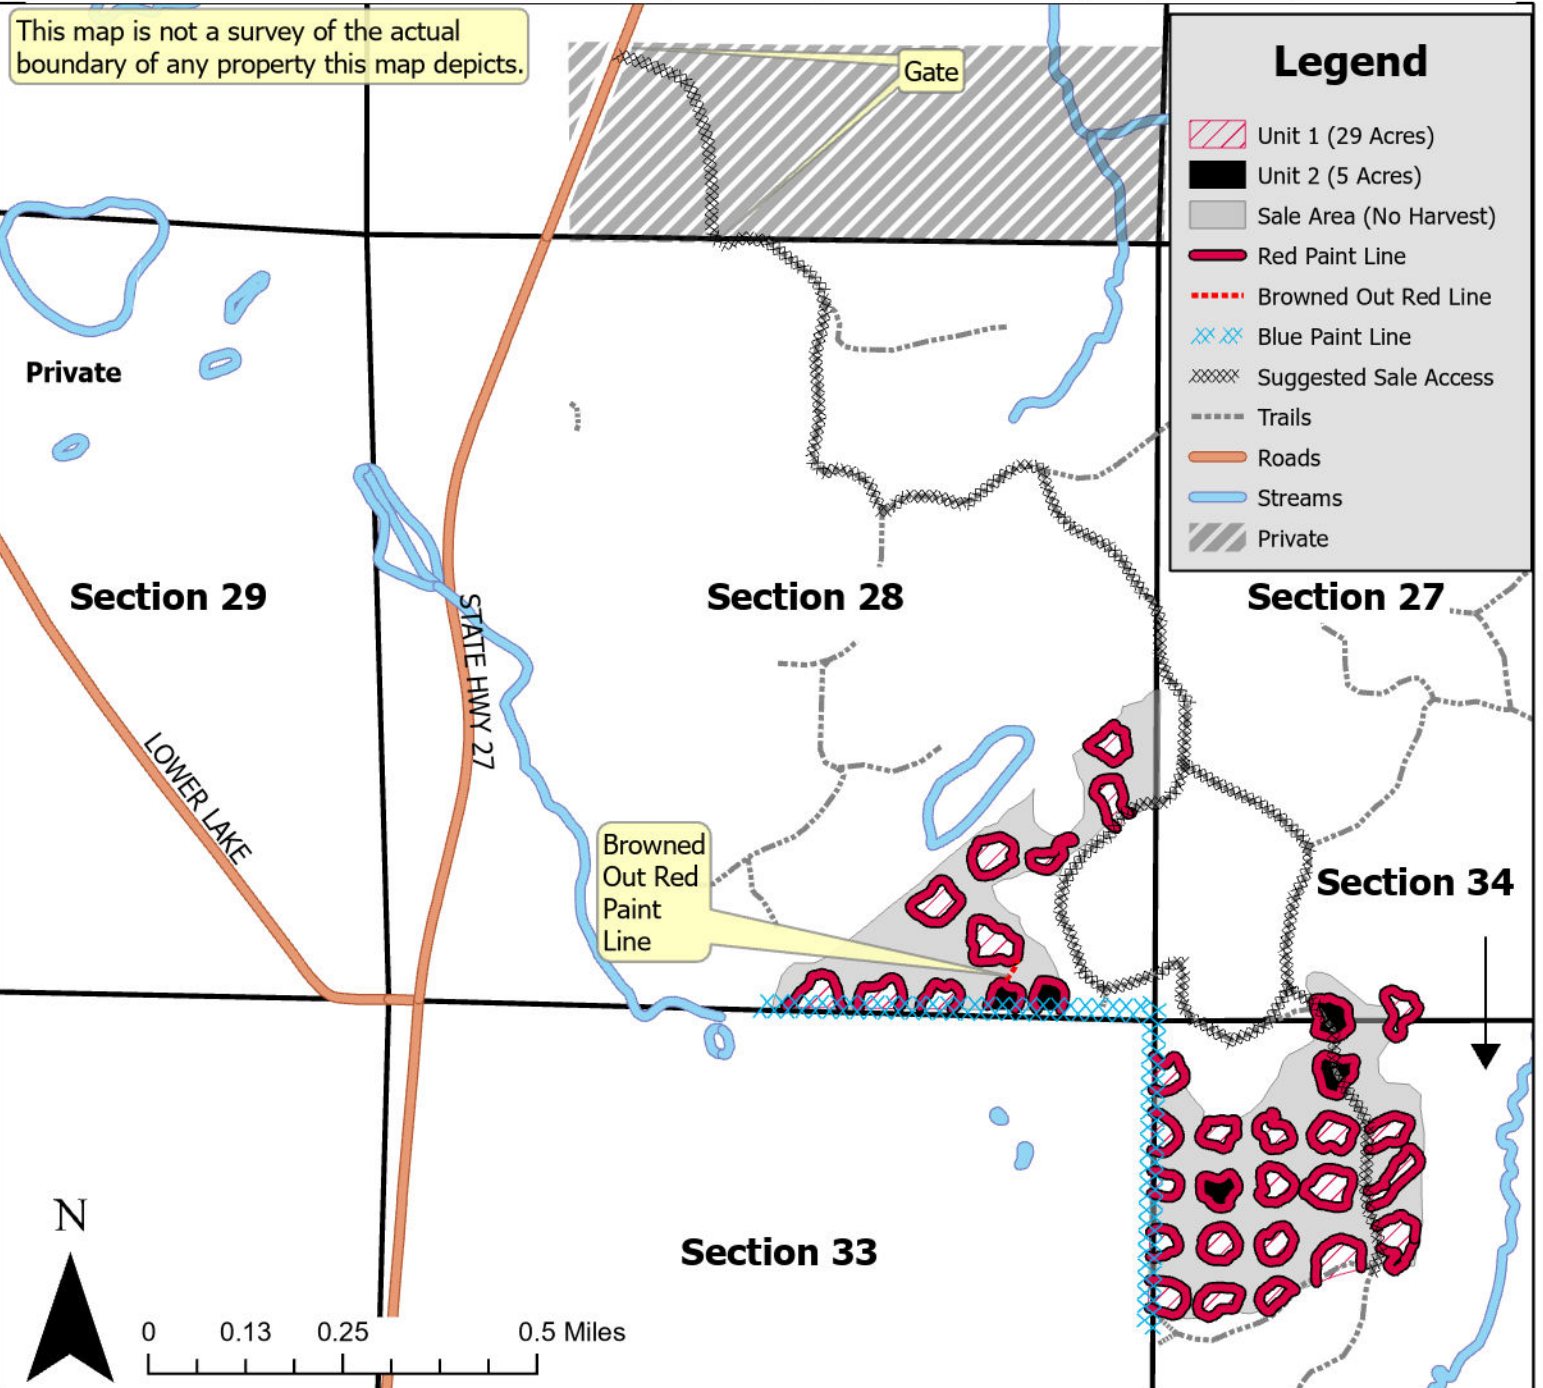 This map is not a survey of the actual
boundary of any property this map depicts.
Gate
Legend
Unit 1 (29 Acres)
Unit 2 (5 Acres)
Sale Area (No Harvest)
Red Paint Line
Browned Out Red Line
Blue Paint Line
Suggested Sale Access
Trails
Roads
Streams
Private
Private
Section 29
Section 28
Section 27
STATE HWY 27
LOWER LAKE
Browned
Out Red
Paint
Line
Section 34
Section 33
N
0 0.13 0.25 0.5 Miles